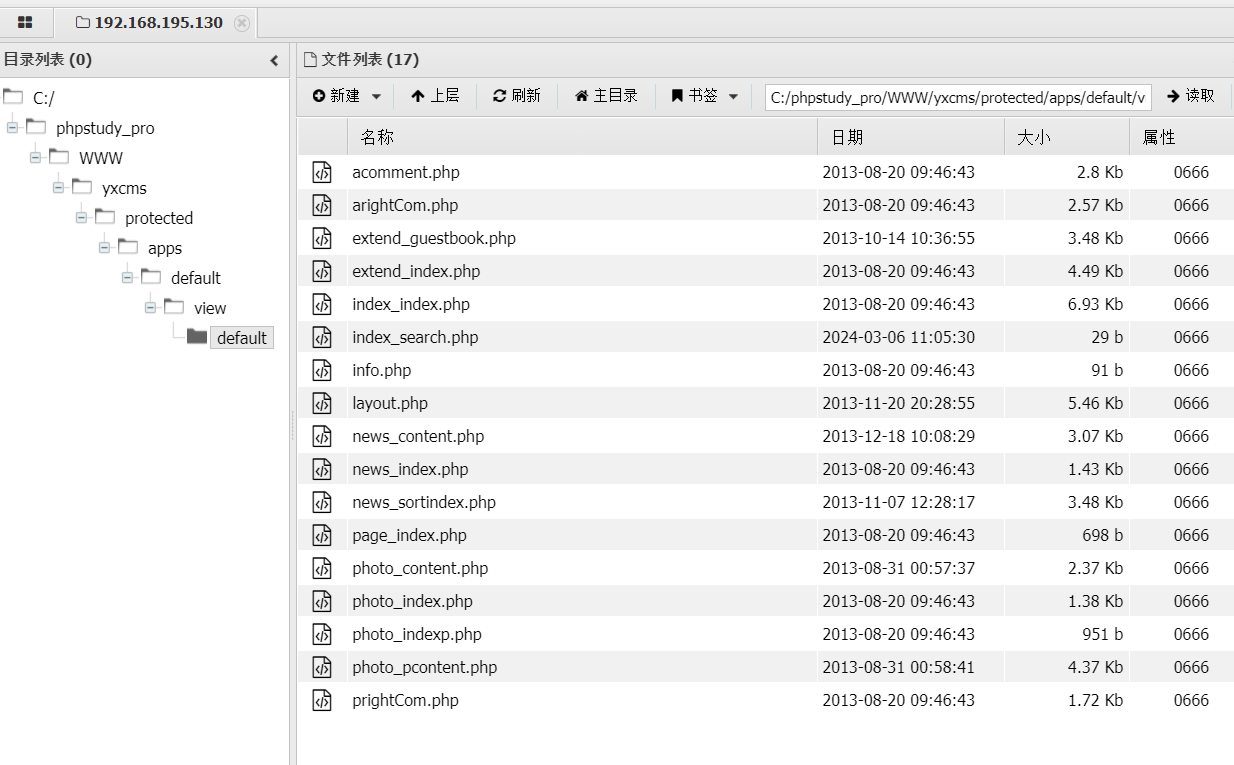 192.168.195.130
目录列表 (0)
C:/
phpstudy_pro
WWW
yxcms
protected
apps
default
view
default
文件列表 (17)
新建 上层 刷新 主目录 书签 C:/phpstudy_pro/WWW/yxcms/protected/apps/default/v 读取
名称 日期 大小 属性
acomment.php 2013-08-20 09:46:43 2.8 Kb 0666
arightCom.php 2013-08-20 09:46:43 2.57 Kb 0666
extend_guestbook.php 2013-10-14 10:36:55 3.48 Kb 0666
extend_index.php 2013-08-20 09:46:43 4.49 Kb 0666
index_index.php 2013-08-20 09:46:43 6.93 Kb 0666
index_search.php 2024-03-06 11:05:30 29 b 0666
info.php 2013-08-20 09:46:43 91 b 0666
layout.php 2013-11-20 20:28:55 5.46 Kb 0666
news_content.php 2013-12-18 10:08:29 3.07 Kb 0666
news_index.php 2013-08-20 09:46:43 1.43 Kb 0666
news_sortindex.php 2013-11-07 12:28:17 3.48 Kb 0666
page_index.php 2013-08-20 09:46:43 698 b 0666
photo_content.php 2013-08-31 00:57:37 2.37 Kb 0666
photo_index.php 2013-08-20 09:46:43 1.38 Kb 0666
photo_indexp.php 2013-08-20 09:46:43 951 b 0666
photo_pcontent.php 2013-08-31 00:58:41 4.37 Kb 0666
prightCom.php 2013-08-20 09:46:43 1.72 Kb 0666